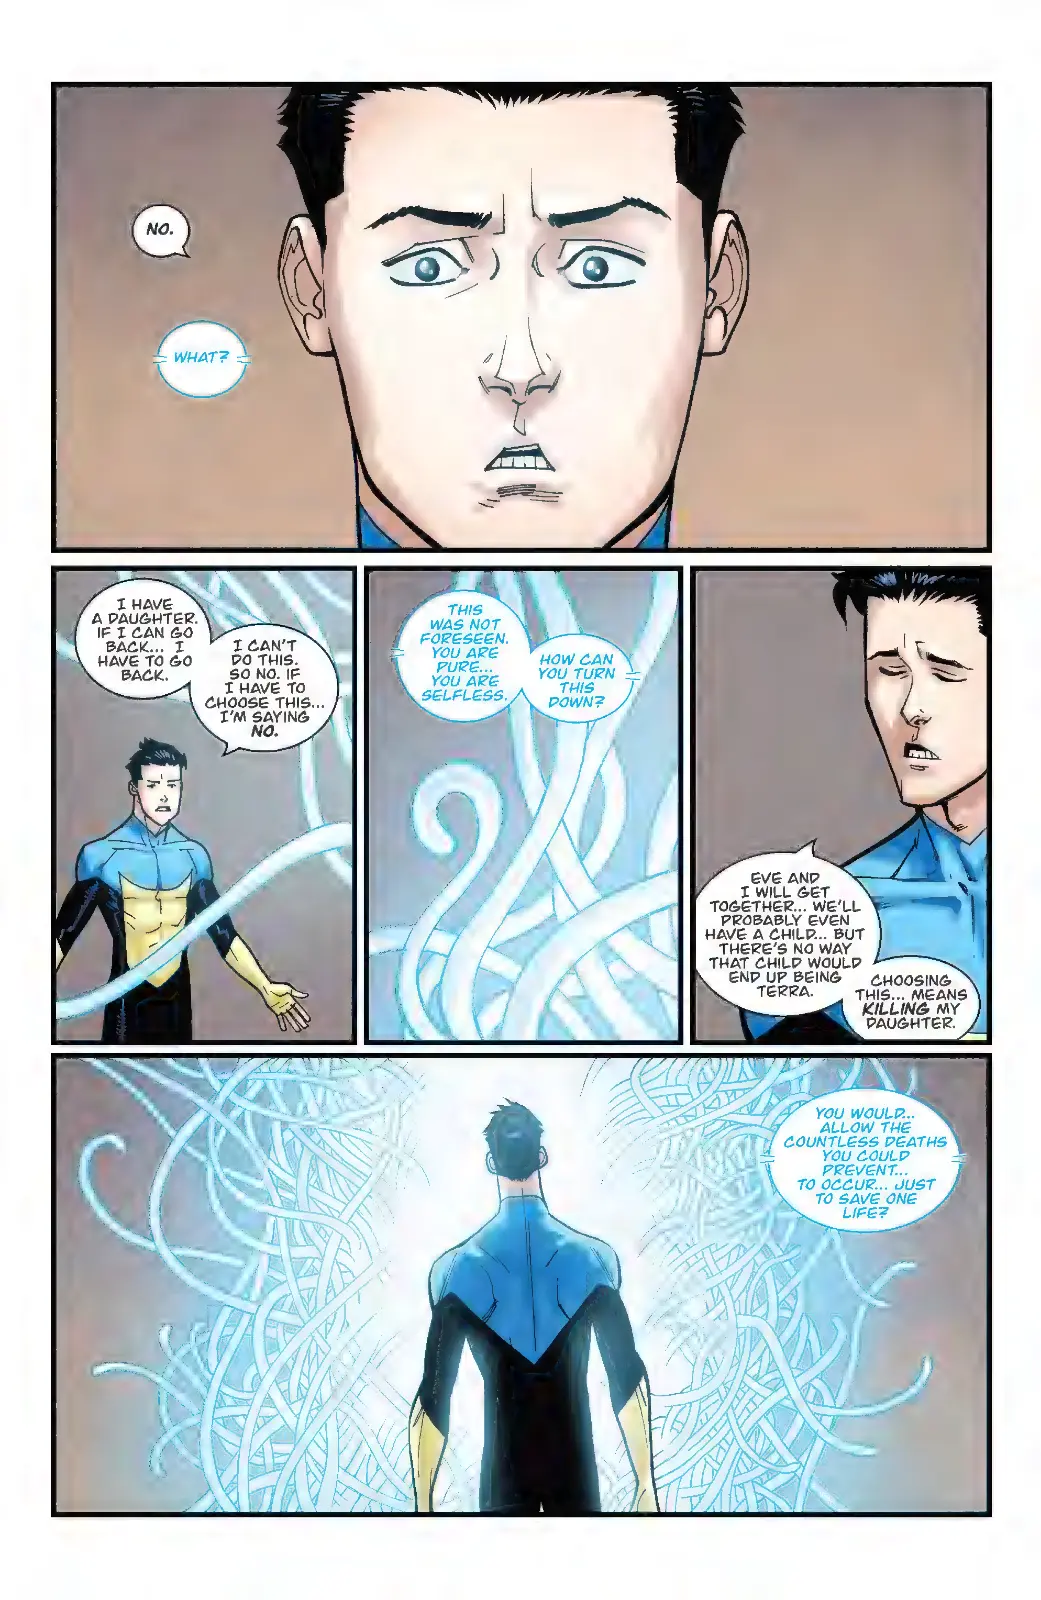 NO.
WHAT?
I HAVE
A DAUGHTER.
IF I CAN GO
BACK... I
HAVE TO GO
BACK.
I CAN'T
DO THIS.
SO NO. IF
I HAVE TO
CHOOSE THIS...
I'M SAYING
NO.
THIS
WAS NOT
FORESEEN.
YOU ARE
PURE...
YOU ARE
SELFLESS.
HOW CAN
YOU TURN
THIS
DOWN?
EVE AND
I WILL GET
TOGETHER... WE'LL
PROBABLY EVEN
HAVE A CHILD... BUT
THERE'S NO WAY
THAT CHILD WOULD
END UP BEING
TERRA.
CHOOSING
THIS... MEANS
KILLING MY
DAUGHTER.
YOU WOULD...
ALLOW THE
COUNTLESS DEATHS
YOU COULD
PREVENT...
TO OCCUR... JUST
TO SAVE ONE
LIFE?